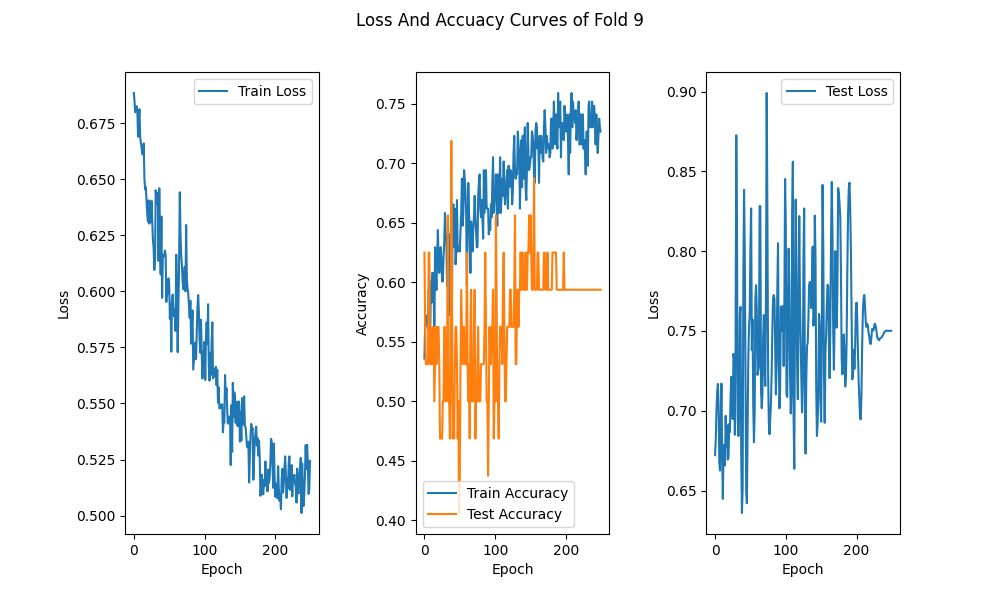 Loss And Accuacy Curves of Fold 9
Train Loss
0.675
0.650
0.625
0.600
0.575
0.550
0.525
0.500
Loss
0
100
200
Epoch
0.75
0.70
0.65
0.60
0.55
0.50
0.45
0.40
Accuracy
Train Accuracy
Test Accuracy
0
100
200
Epoch
Test Loss
0.90
0.85
0.80
0.75
0.70
0.65
Loss
0
100
200
Epoch